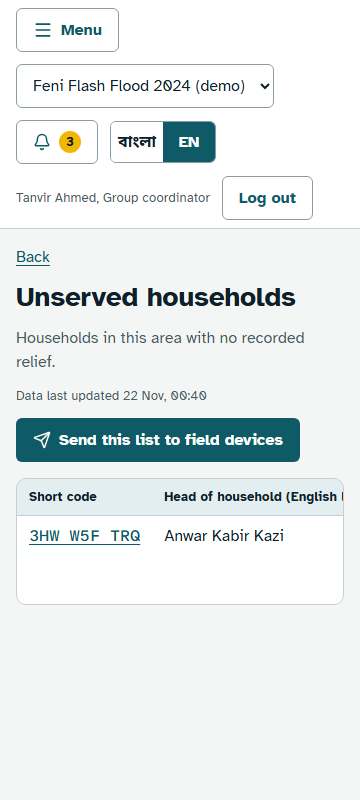 Menu
Feni Flash Flood 2024 (demo)
3
বাংলা
EN
Tanvir Ahmed, Group coordinator
Log out
Back
Unserved households
Households in this area with no recorded
relief.
Data last updated 22 Nov, 00:40
Send this list to field devices
Short code
Head of household (English
3HW W5F TRQ
Anwar Kabir Kazi